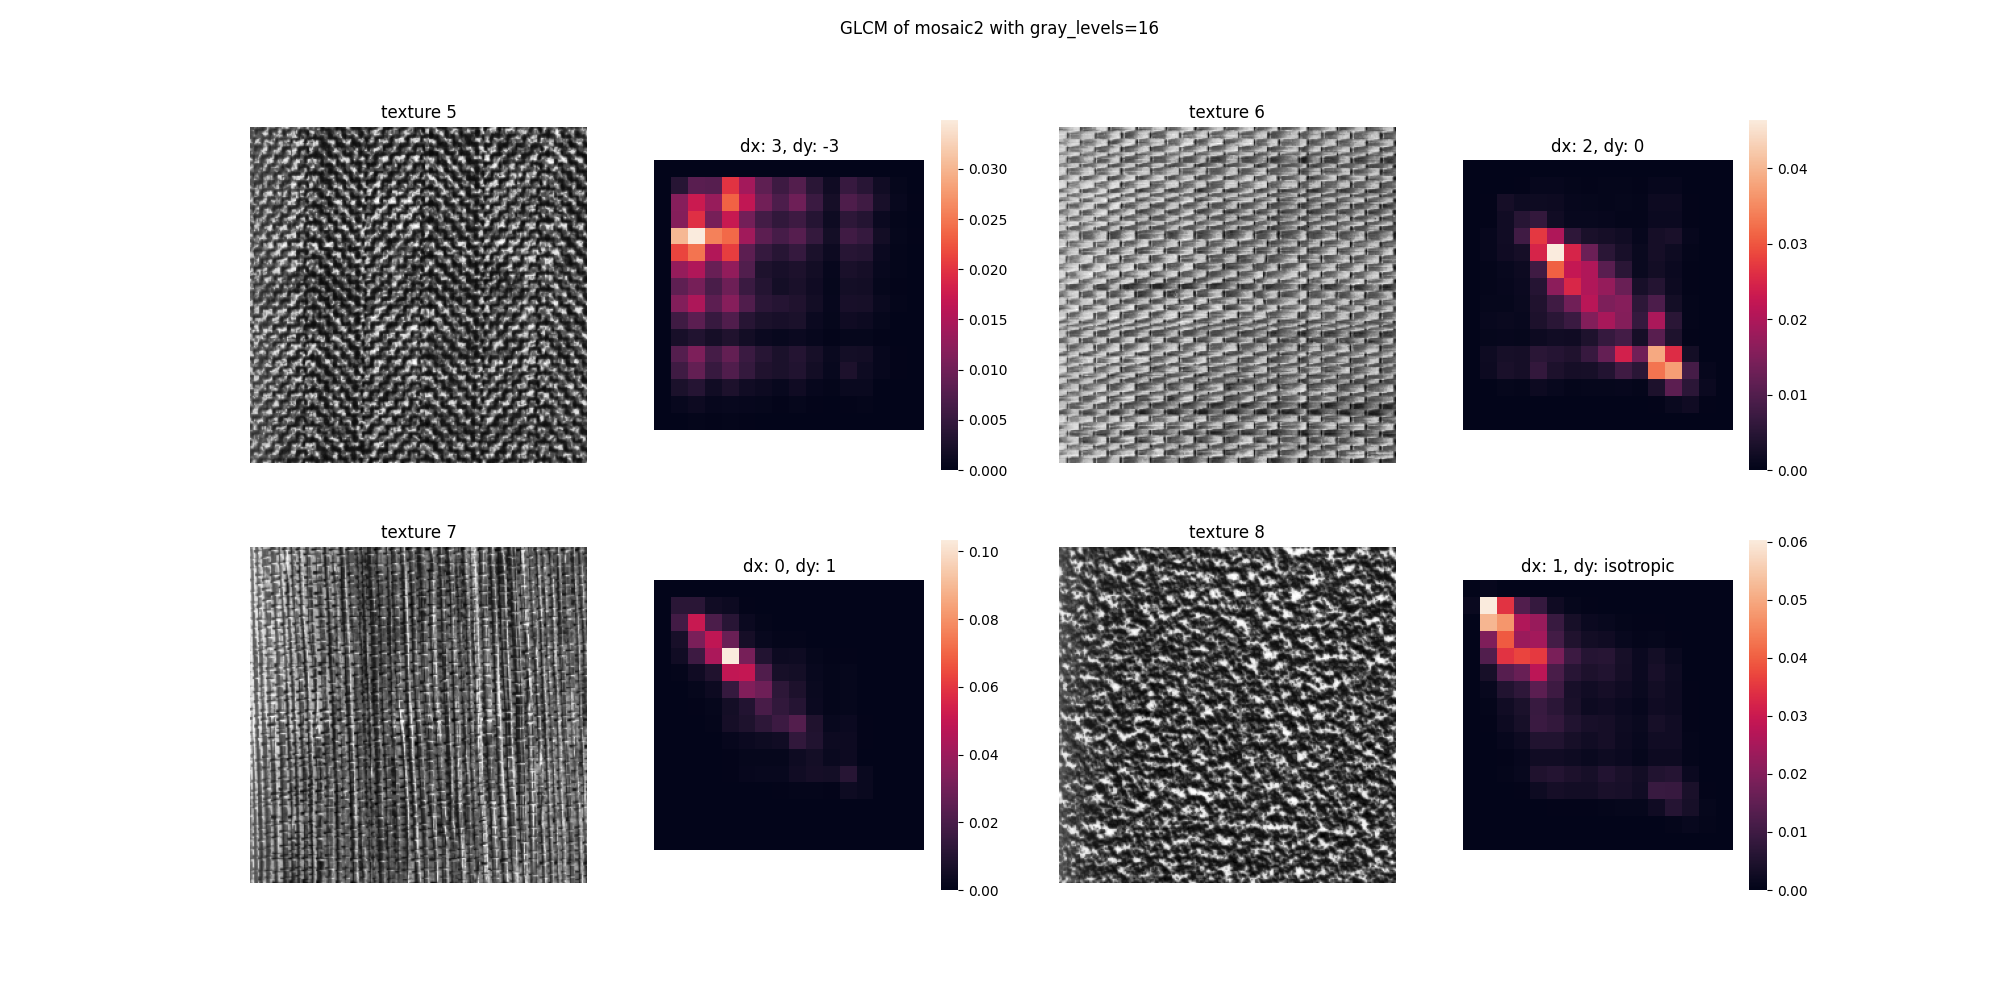 GLCM of mosaic2 with gray_levels=16
texture 5
dx: 3, dy: -3
0.030
0.025
0.020
0.015
0.010
0.005
0.000
texture 6
dx: 2, dy: 0
0.04
0.03
0.02
0.01
0.00
texture 7
dx: 0, dy: 1
0.10
0.08
0.06
0.04
0.02
0.00
texture 8
dx: 1, dy: isotropic
0.06
0.05
0.04
0.03
0.02
0.01
0.00